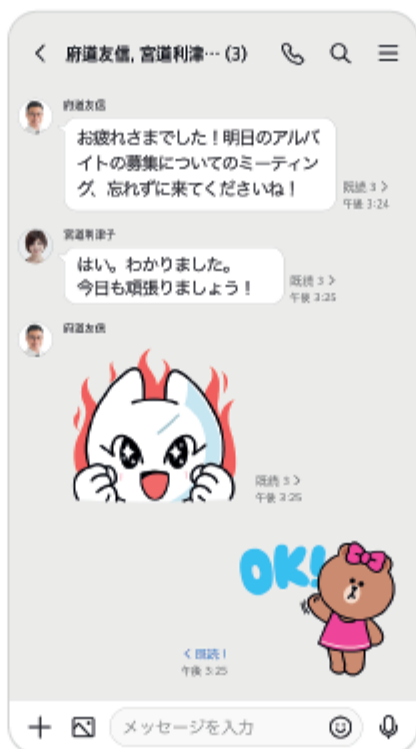 府道友信, 宮道利津… (3)
府道友信
お疲れさまでした！明日のアルバ
イトの募集についてのミーティン
グ、忘れずに来てくださいね！
既読 3 >
午後 3:24
宮道利津子
はい。わかりました。
今日も頑張りましょう！
既読 3 >
午後 3:25
府道友信
既読 3 >
午後 3:25
OK!
< 既読 1
午後 3:25
メッセージを入力